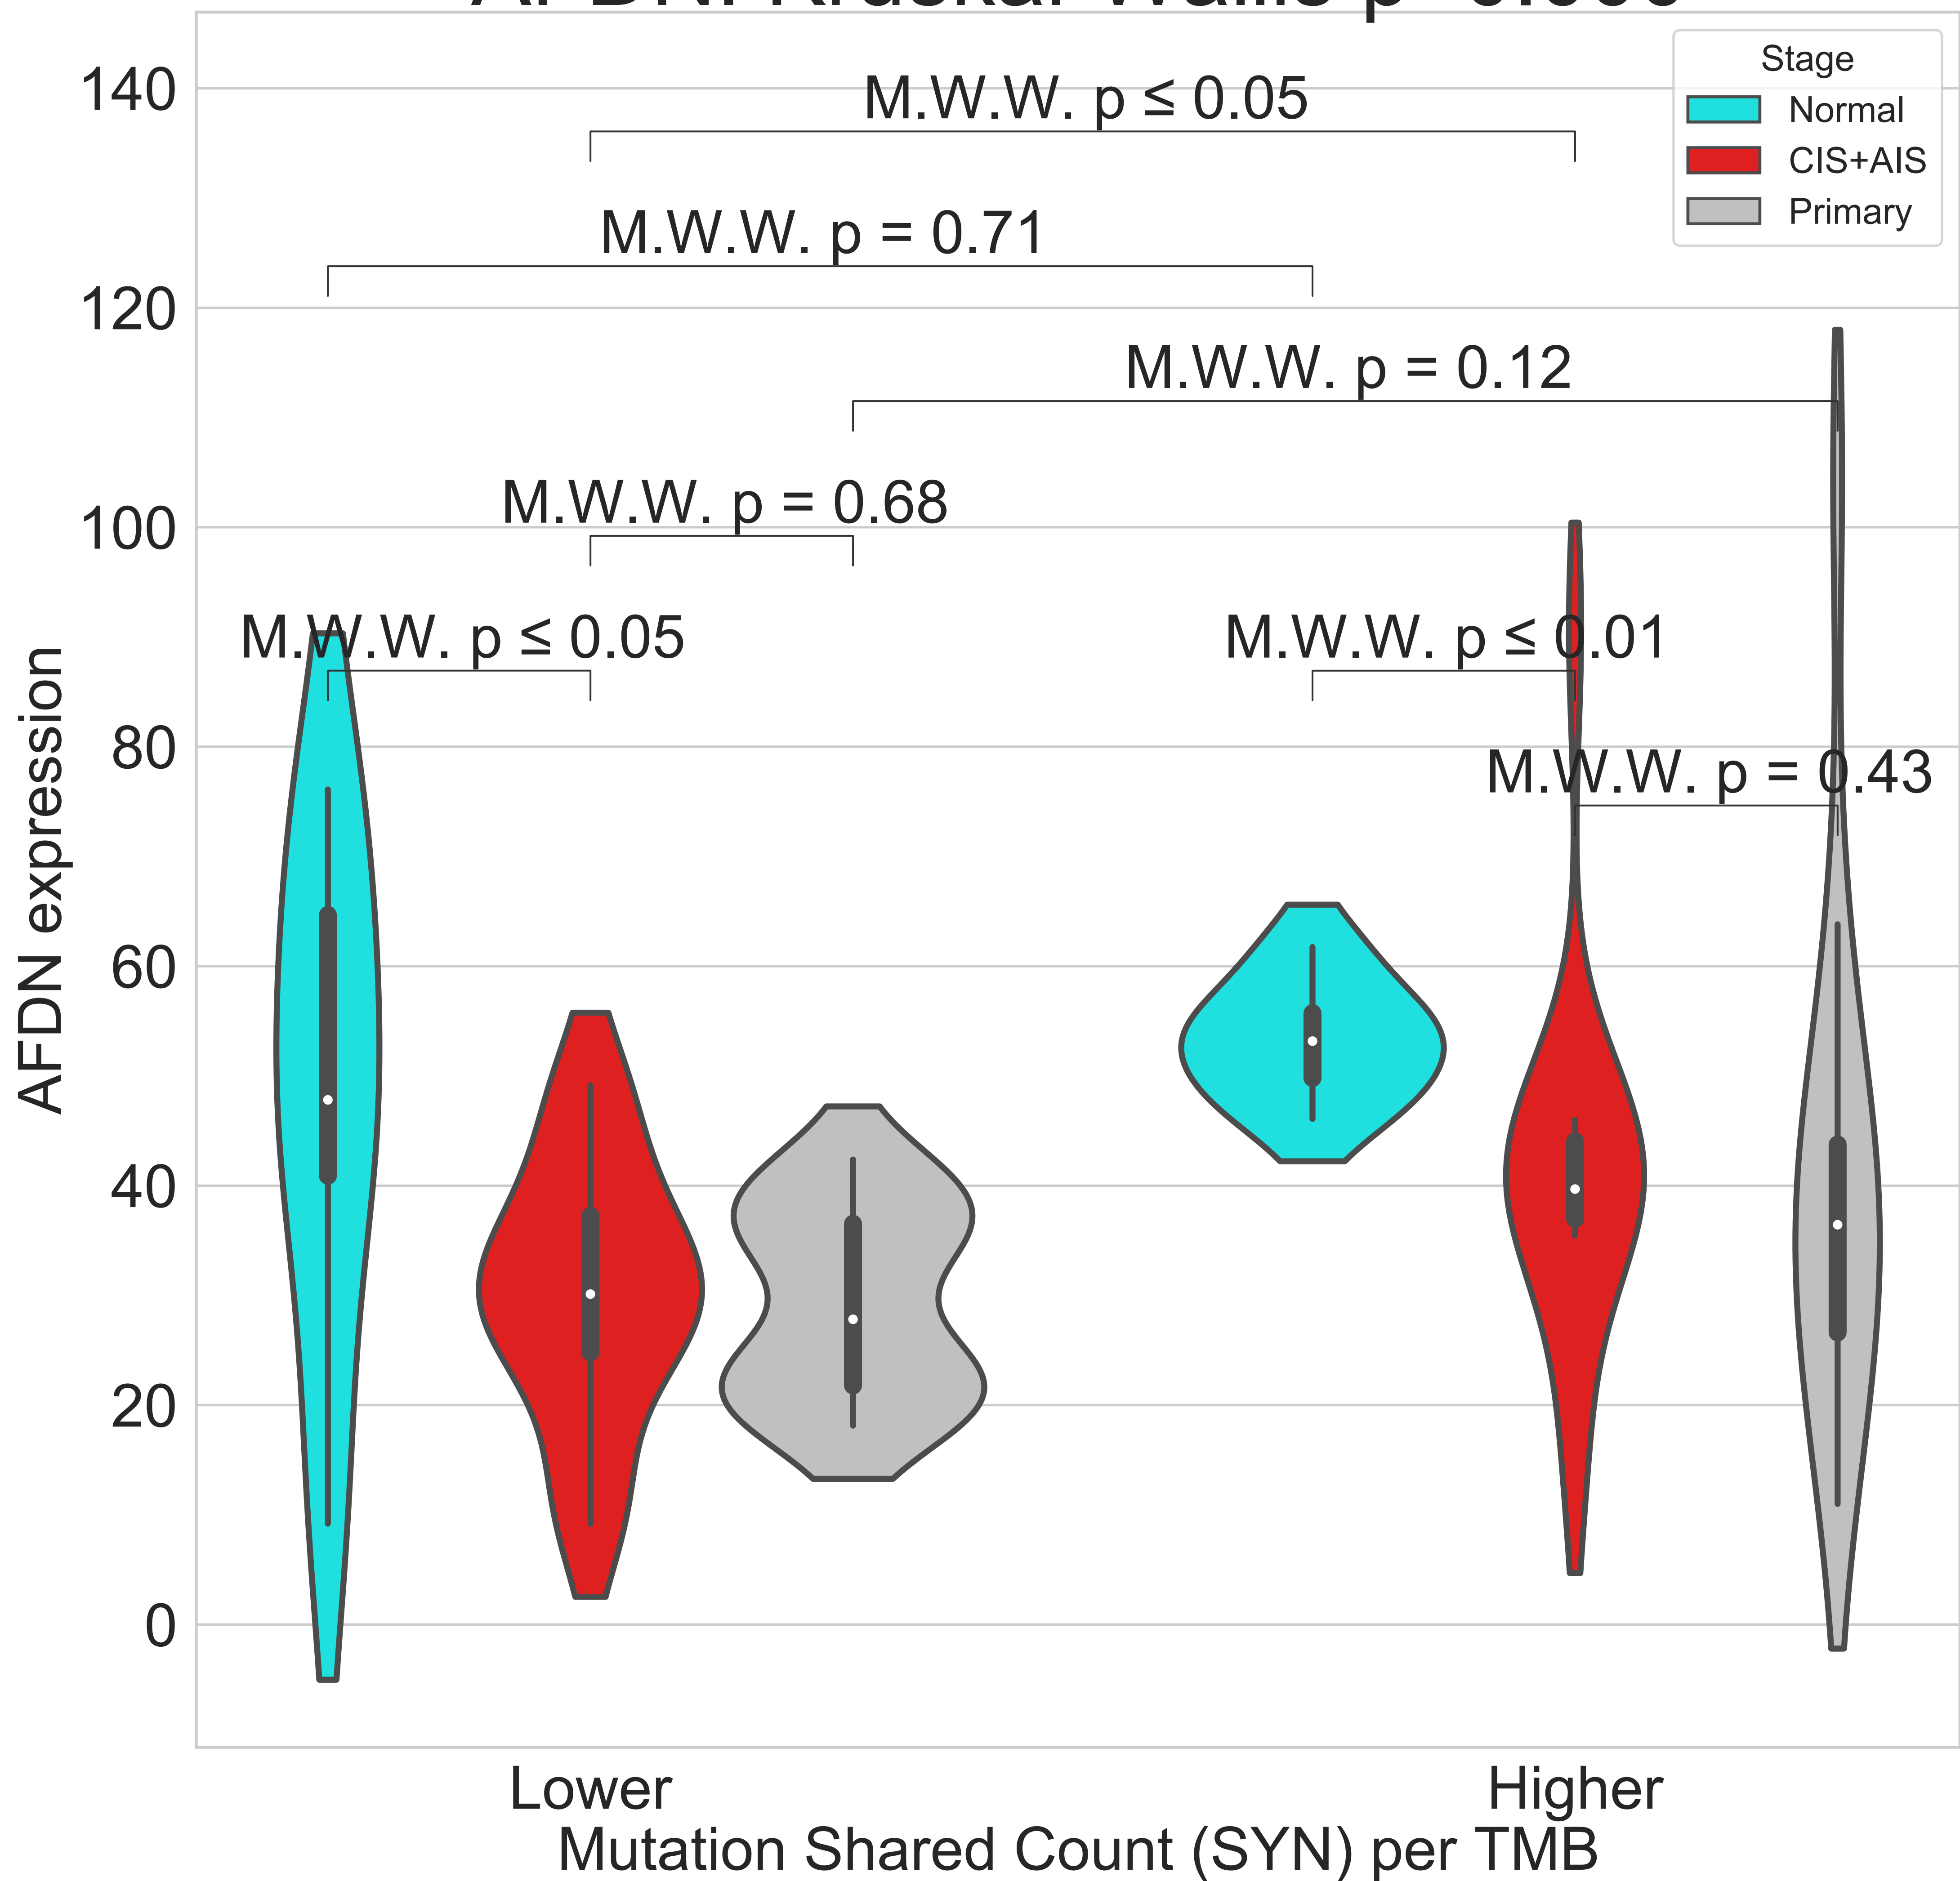 Stage
Normal
CIS+AIS
Primary
M.W.W. p ≤ 0.05
M.W.W. p = 0.71
M.W.W. p = 0.12
M.W.W. p = 0.68
M.W.W. p ≤ 0.05
M.W.W. p ≤ 0.01
M.W.W. p = 0.43
140
120
100
80
60
40
20
0
AFDN expression
Lower
Higher
Mutation Shared Count (SYN) per TMB